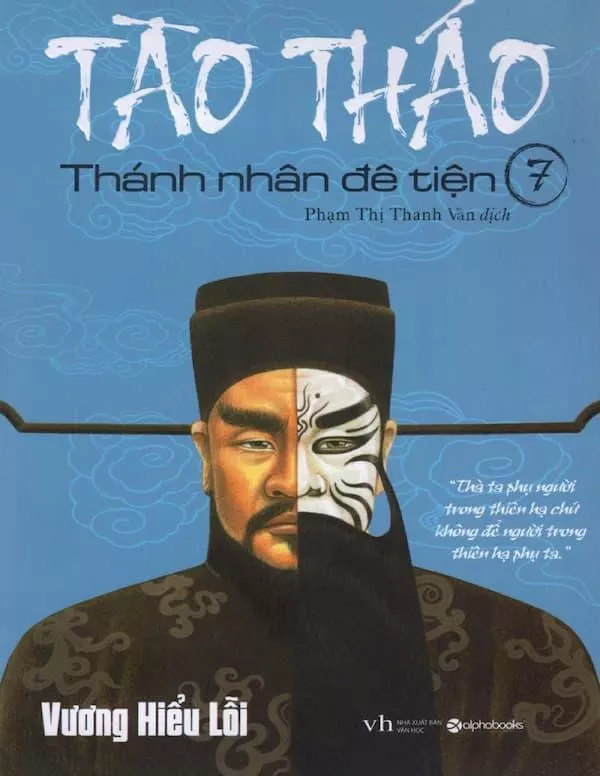 TÀO THÁO
Thánh nhân đê tiện 7
Phạm Thị Thanh Vân dịch
“Thà ta phụ người
trong thiên hạ chứ
không để người trong
thiên hạ phụ ta.”
Vương Hiểu Lỗi
vh NHÀ XUẤT BẢN
VĂN HỌC
alphabooks